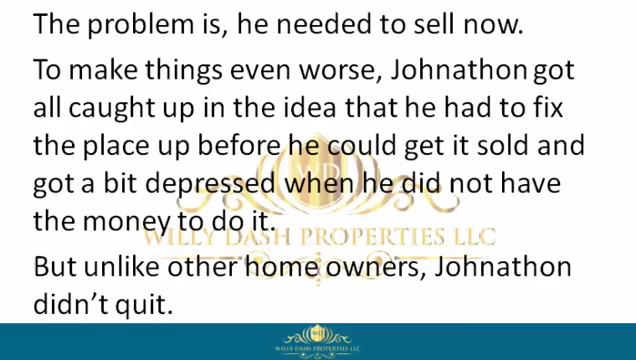 The problem is, he needed to sell now.
To make things even worse, Johnathon got
all caught up in the idea that he had to fix
the place up before he could get it sold and
got a bit depressed when he did not have
the money to do it.
WILLY DASH PROPERTIES LLC
But unlike other home owners, Johnathon
didn't quit.
WILLY DASH PROPERTIES LLC